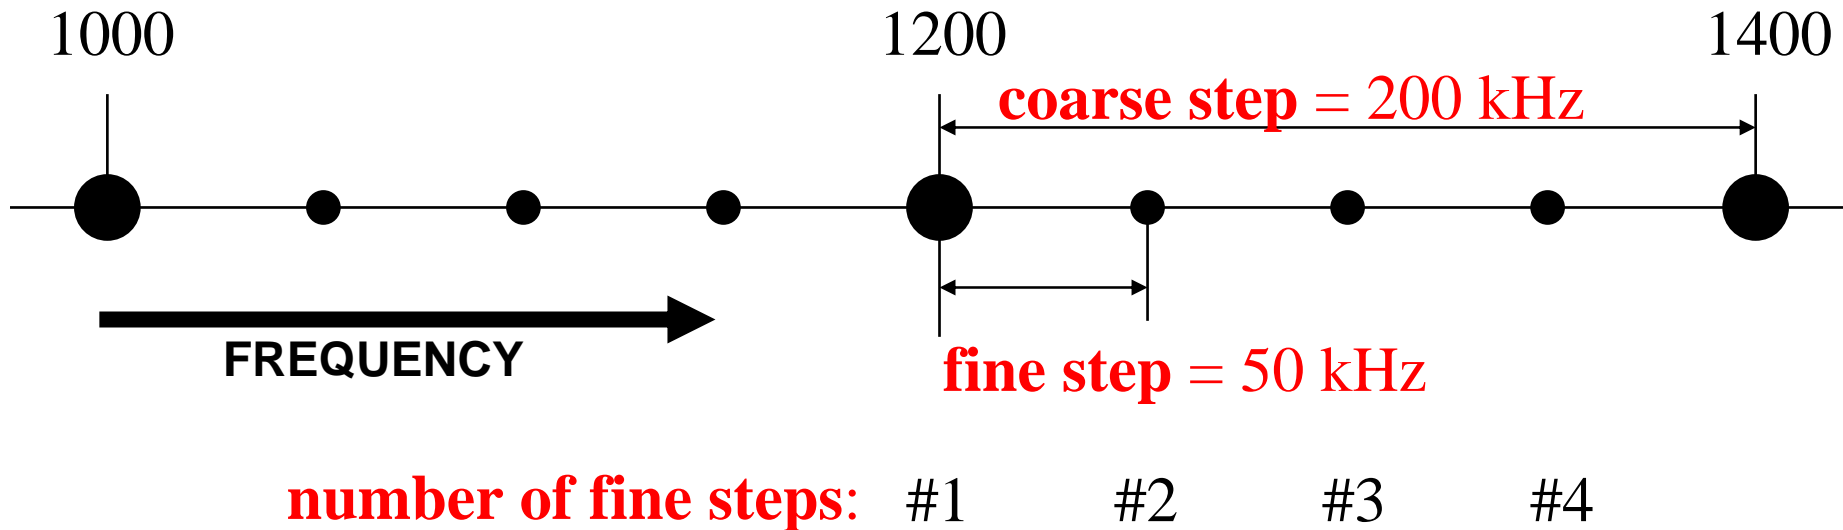 1000 1200 1400
coarse step = 200 kHz
FREQUENCY
fine step = 50 kHz
number of fine steps: #1 #2 #3 #4